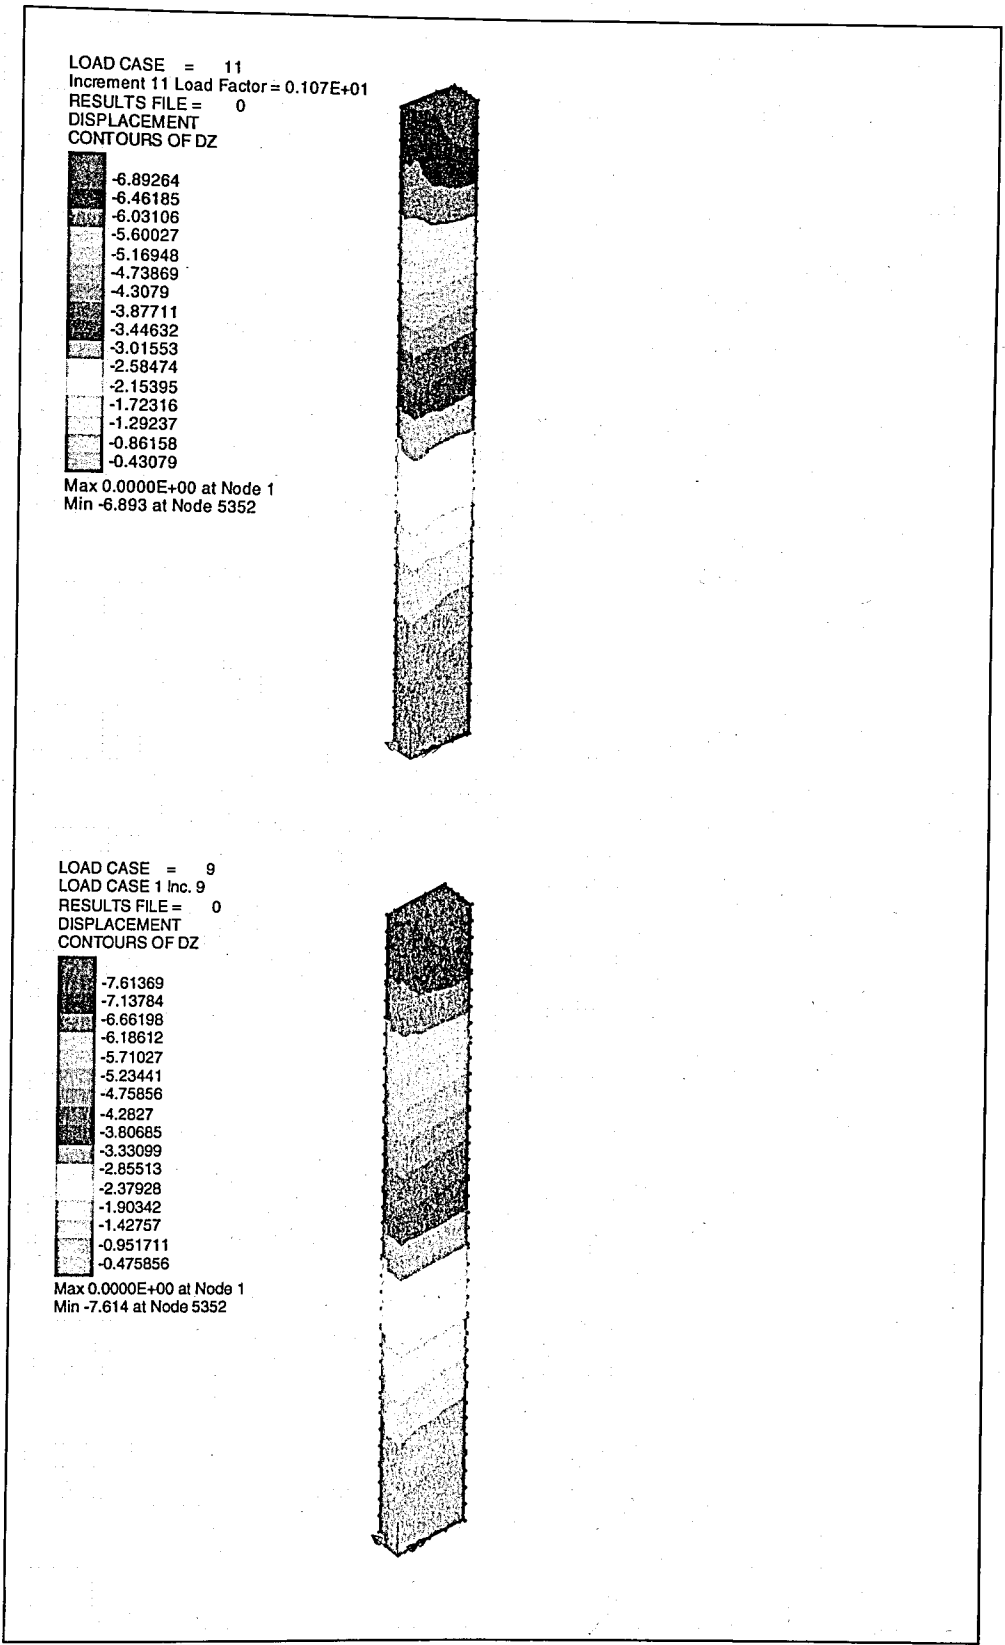 LOAD CASE = 11
Increment 11 Load Factor = 0.107E+01
RESULTS FILE = 0
DISPLACEMENT
CONTOURS OF DZ
-6.89264
-6.46185
-6.03106
-5.60027
-5.16948
-4.73869
-4.3079
-3.87711
-3.44632
-3.01553
-2.58474
-2.15395
-1.72316
-1.29237
-0.86158
-0.43079
Max 0.0000E+00 at Node 1
Min -6.893 at Node 5352
LOAD CASE = 9
LOAD CASE 1 Inc. 9
RESULTS FILE = 0
DISPLACEMENT
CONTOURS OF DZ
-7.61369
-7.13784
-6.66198
-6.18612
-5.71027
-5.23441
-4.75856
-4.2827
-3.80685
-3.33099
-2.85513
-2.37928
-1.90342
-1.42757
-0.951711
-0.475856
Max 0.0000E+00 at Node 1
Min -7.614 at Node 5352